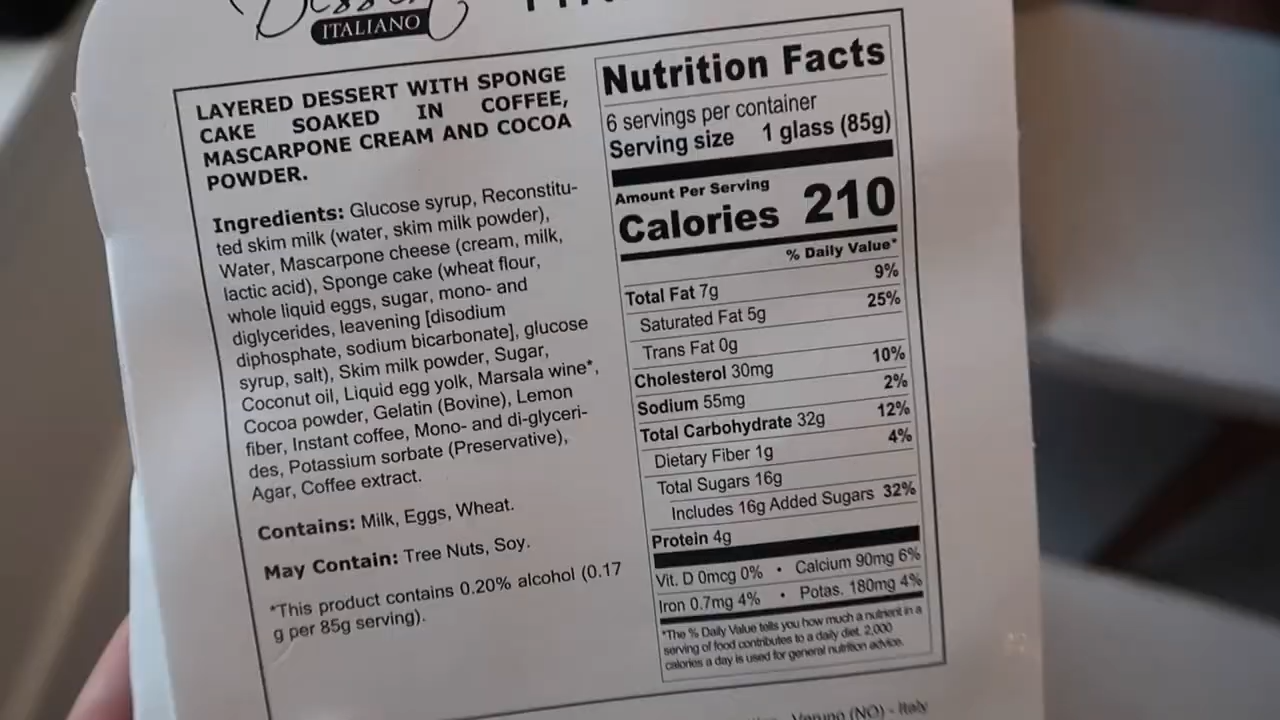 ITALIANO
LAYERED DESSERT WITH SPONGE
CAKE SOAKED IN COFFEE,
MASCARPONE CREAM AND COCOA
POWDER.
Ingredients: Glucose syrup, Reconstitu-
ted skim milk (water, skim milk powder),
Water, Mascarpone cheese (cream, milk,
lactic acid), Sponge cake (wheat flour,
whole liquid eggs, sugar, mono- and
diglycerides, leavening [disodium
diphosphate, sodium bicarbonate], glucose
syrup, salt), Skim milk powder, Sugar,
Coconut oil, Liquid egg yolk, Marsala wine*,
Cocoa powder, Gelatin (Bovine), Lemon
fiber, Instant coffee, Mono- and di-glyceri-
des, Potassium sorbate (Preservative),
Agar, Coffee extract.
Contains: Milk, Eggs, Wheat.
May Contain: Tree Nuts, Soy.
*This product contains 0.20% alcohol (0.17
g per 85g serving).
Nutrition Facts
6 servings per container
Serving size 1 glass (85g)
Amount Per Serving
Calories 210
% Daily Value*
Total Fat 7g 9%
Saturated Fat 5g 25%
Trans Fat 0g
Cholesterol 30mg 10%
Sodium 55mg 2%
Total Carbohydrate 32g 12%
Dietary Fiber 1g 4%
Total Sugars 16g
Includes 16g Added Sugars 32%
Protein 4g
Vit. D 0mcg 0% • Calcium 90mg 6%
Iron 0.7mg 4% • Potas. 180mg 4%
*The % Daily Value tells you how much a nutrient in a
serving of food contributes to a daily diet. 2,000
calories a day is used for general nutrition advice.
(NO) - Italy